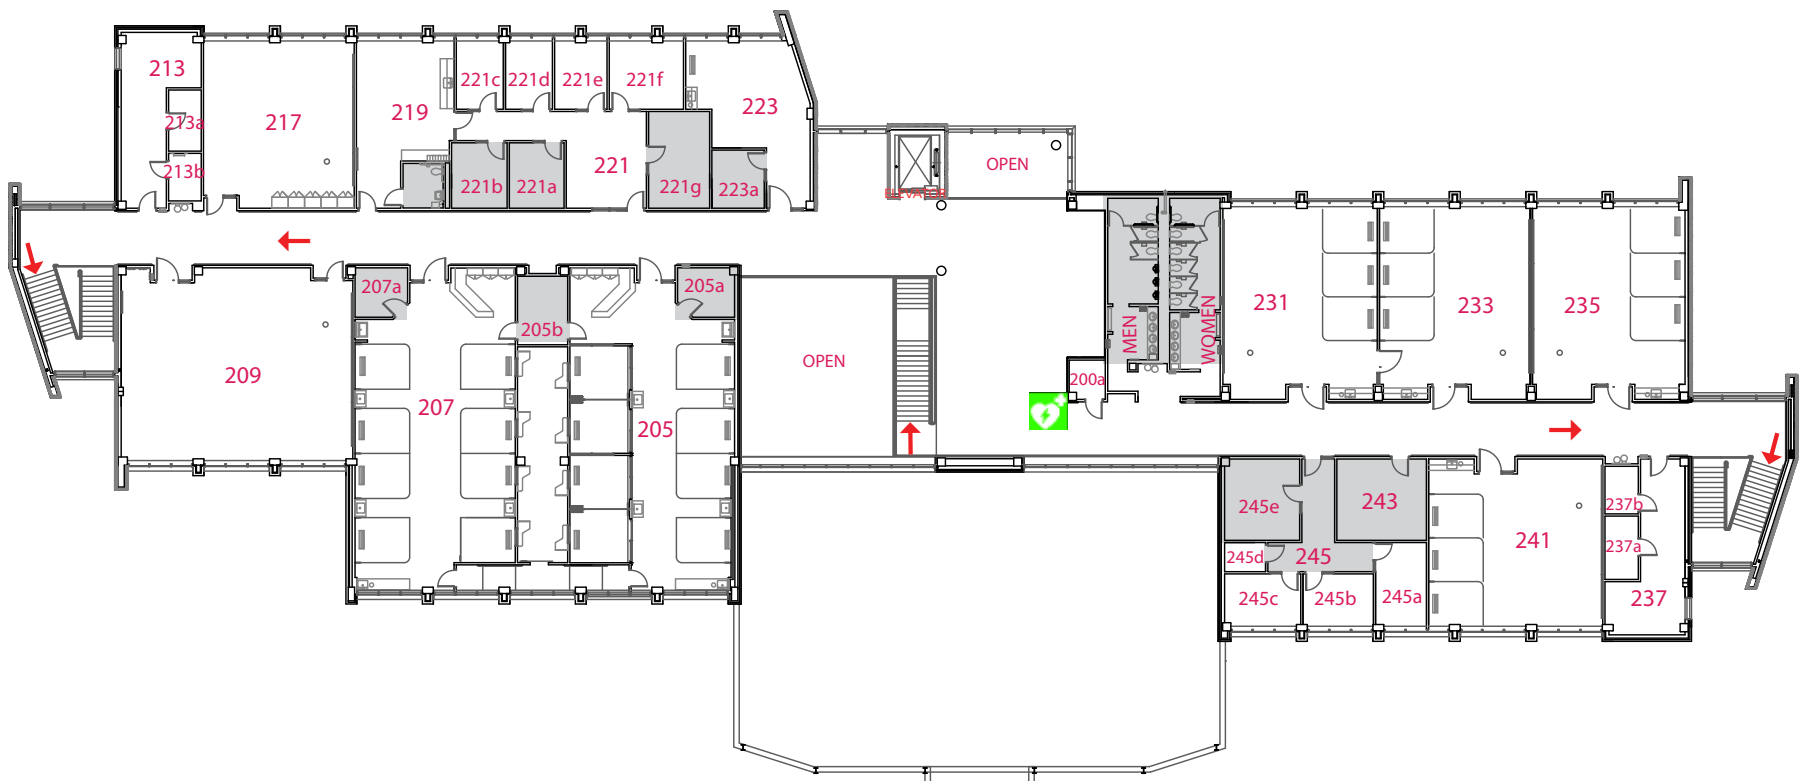 213
213a
213b
217
219
221c
221d
221e
221f
223
221
221b
221a
221g
223a
OPEN
ELEVATOR
207a
205b
205a
209
207
205
OPEN
MEN
WOMEN
200a
231
233
235
245e
243
245d
245
245c
245b
245a
241
237b
237a
237